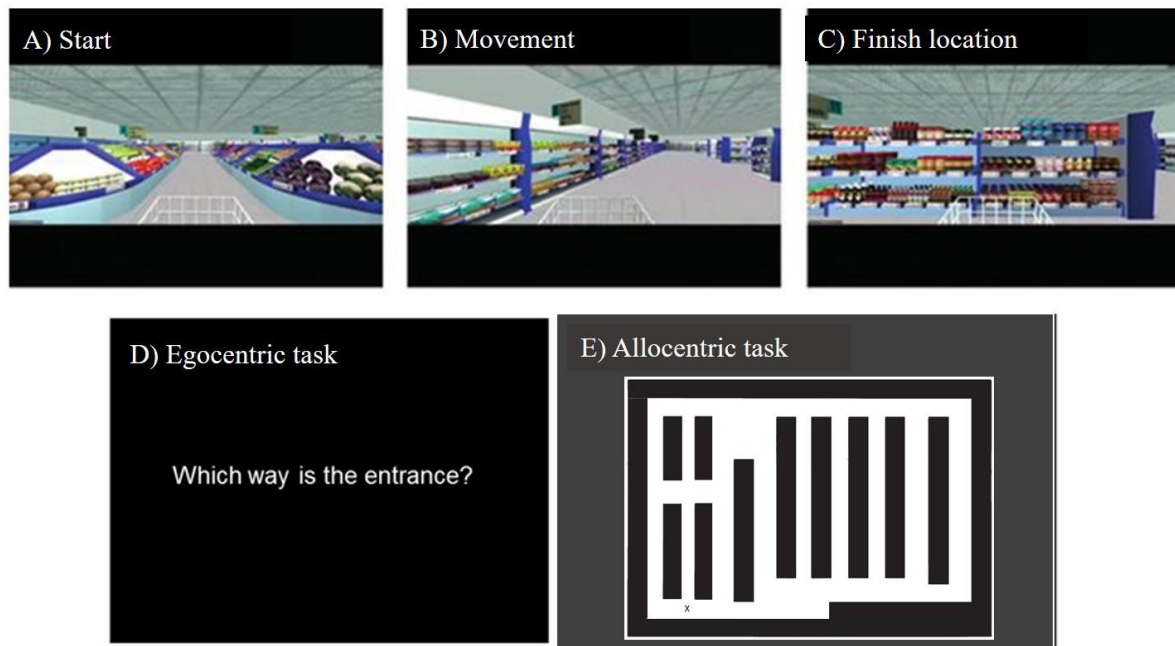 A) Start
B) Movement
C) Finish location
D) Egocentric task
Which way is the entrance?
E) Allocentric task
X